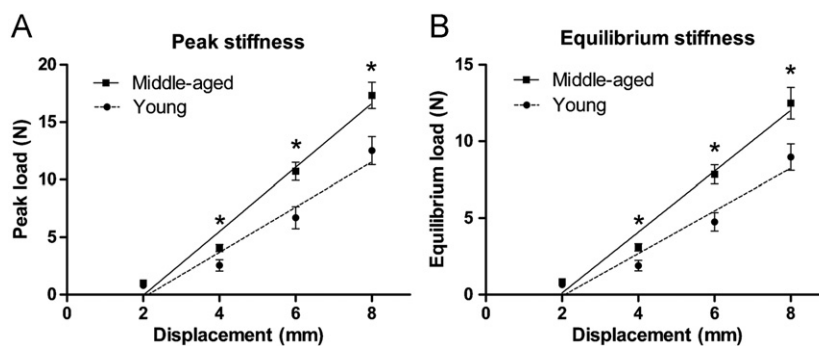 A
Peak stiffness
Peak load (N)
20
15
10
5
0
Middle-aged
Young
*
*
*
0 2 4 6 8
Displacement (mm)
B
Equilibrium stiffness
Equilibrium load (N)
15
10
5
0
Middle-aged
Young
*
*
*
0 2 4 6 8
Displacement (mm)